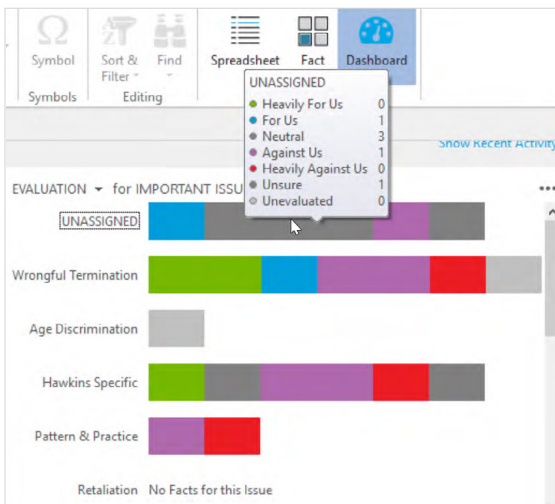 Symbol
Sort &
Filter
Find
Spreadsheet
Fact
Dashboard
Symbols
Editing
UNASSIGNED
Heavily For Us 0
For Us 1
Neutral 3
Against Us 1
Heavily Against Us 0
Unsure 1
Unevaluated 0
Show Recent Activity
EVALUATION for IMPORTANT ISSU
UNASSIGNED
Wrongful Termination
Age Discrimination
Hawkins Specific
Pattern & Practice
Retaliation No Facts for this Issue